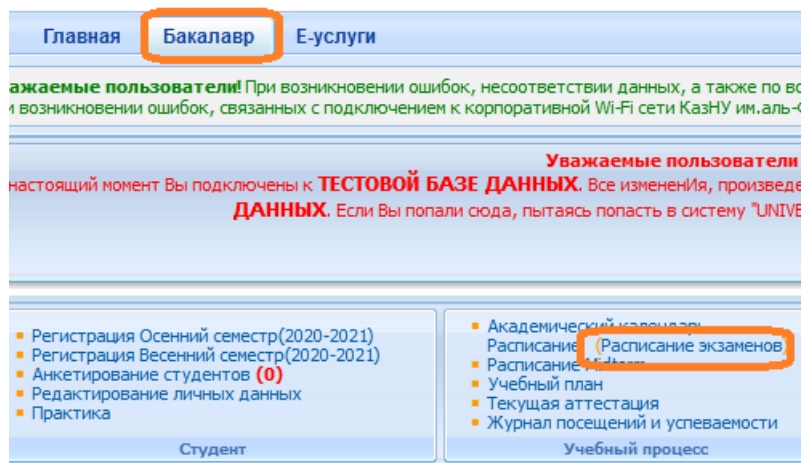 Главная Бакалавр Е-услуги
ажаемые пользователи! При возникновении ошибок, несоответствии данных, а также по во
и возникновении ошибок, связанных с подключением к корпоративной Wi-Fi сети КазНУ им.аль-Ф
Уважаемые пользователи
настоящий момент Вы подключены к ТЕСТОВОЙ БАЗЕ ДАННЫХ. Все измененИя, произведе
ДАННЫХ. Если Вы попали сюда, пытаясь попасть в систему "UNIVE
Регистрация Осенний семестр(2020-2021)
Регистрация Весенний семестр(2020-2021)
Анкетирование студентов (0)
Редактирование личных данных
Практика
Студент
Академический календарь
Расписание (Расписание экзаменов)
Расписание Midterm
Учебный план
Текущая аттестация
Журнал посещений и успеваемости
Учебный процесс